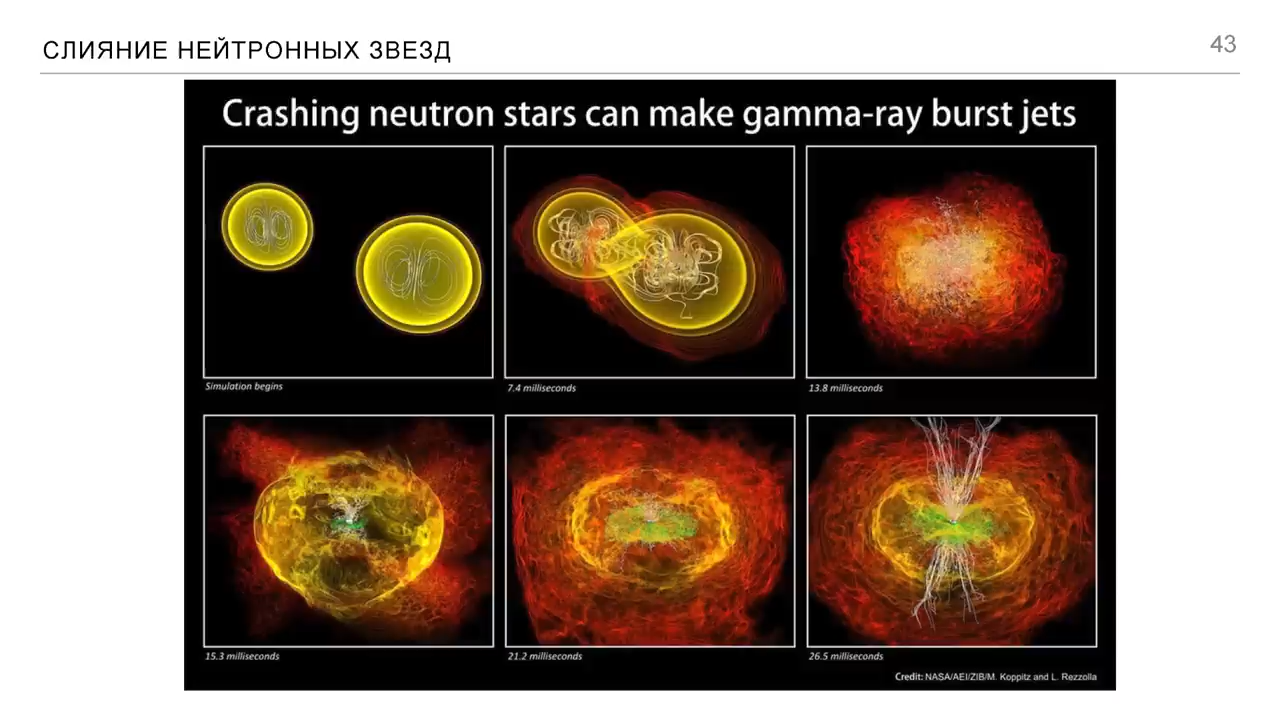 СЛИЯНИЕ НЕЙТРОННЫХ ЗВЕЗД
43
Crashing neutron stars can make gamma-ray burst jets
Simulation begins
7.4 milliseconds
13.8 milliseconds
15.3 milliseconds
21.2 milliseconds
26.5 milliseconds
Credit: NASA/AEI/ZIB/M. Koppitz and L. Rezzolla